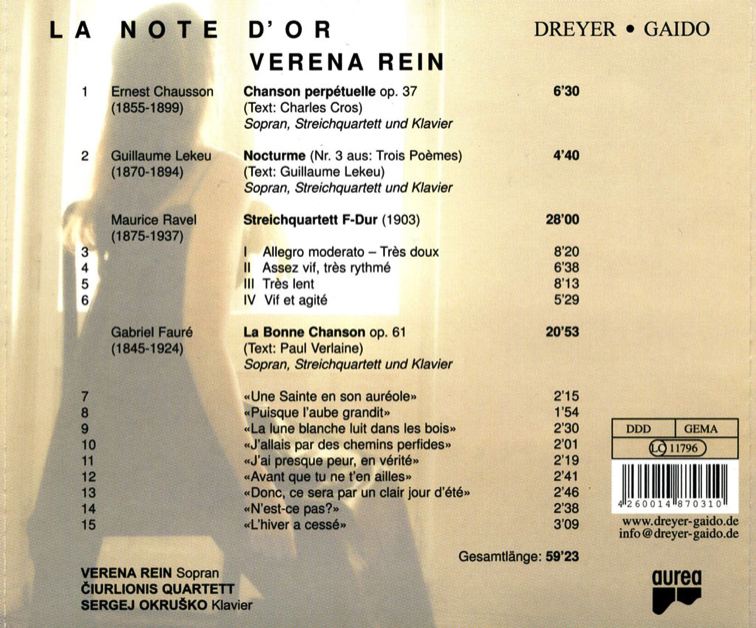 LA NOTE D'OR
DREYER • GAIDO
VERENA REIN
1 Ernest Chausson Chanson perpétuelle op. 37 6'30
(1855-1899) (Text: Charles Cros)
Sopran, Streichquartett und Klavier
2 Guillaume Lekeu Nocturme (Nr. 3 aus: Trois Poèmes) 4'40
(1870-1894) (Text: Guillaume Lekeu)
Sopran, Streichquartett und Klavier
Maurice Ravel Streichquartett F-Dur (1903) 28'00
(1875-1937)
3 I Allegro moderato – Très doux 8'20
4 II Assez vif, très rythmé 6'38
5 III Très lent 8'13
6 IV Vif et agité 5'29
Gabriel Fauré La Bonne Chanson op. 61 20'53
(1845-1924) (Text: Paul Verlaine)
Sopran, Streichquartett und Klavier
7 «Une Sainte en son auréole» 2'15
8 «Puisque l'aube grandit» 1'54
9 «La lune blanche luit dans les bois» 2'30
10 «J'allais par des chemins perfides» 2'01
11 «J'ai presque peur, en vérité» 2'19
12 «Avant que tu ne t'en ailles» 2'41
13 «Donc, ce sera par un clair jour d'été» 2'46
14 «N'est-ce pas?» 2'38
15 «L'hiver a cessé» 3'09
Gesamtlänge: 59'23
VERENA REIN Sopran
ČIURLIONIS QUARTETT
SERGEJ OKRUŠKO Klavier
DDD GEMA
LC 11796
4 260014 870310
www.dreyer-gaido.de
info@dreyer-gaido.de
aurea